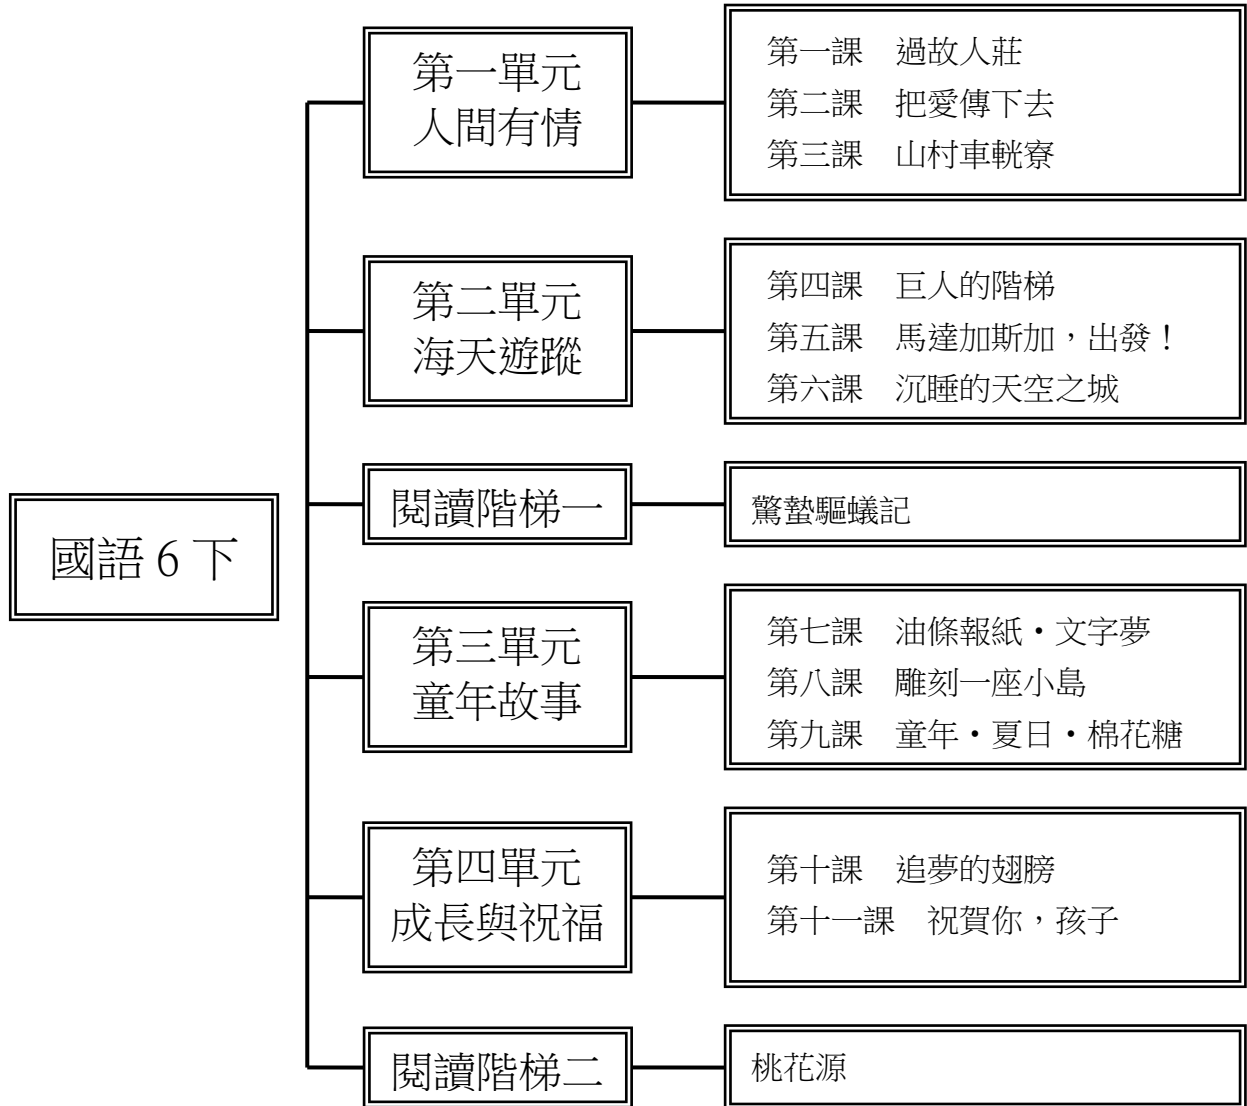 國語 6 下
第一單元
人間有情
第一課　過故人莊
第二課　把愛傳下去
第三課　山村車軏寮
第二單元
海天遊蹤
第四課　巨人的階梯
第五課　馬達加斯加，出發！
第六課　沉睡的天空之城
閱讀階梯一
驚蟄驅蟻記
第三單元
童年故事
第七課　油條報紙‧文字夢
第八課　雕刻一座小島
第九課　童年‧夏日‧棉花糖
第四單元
成長與祝福
第十課　追夢的翅膀
第十一課　祝賀你，孩子
閱讀階梯二
桃花源